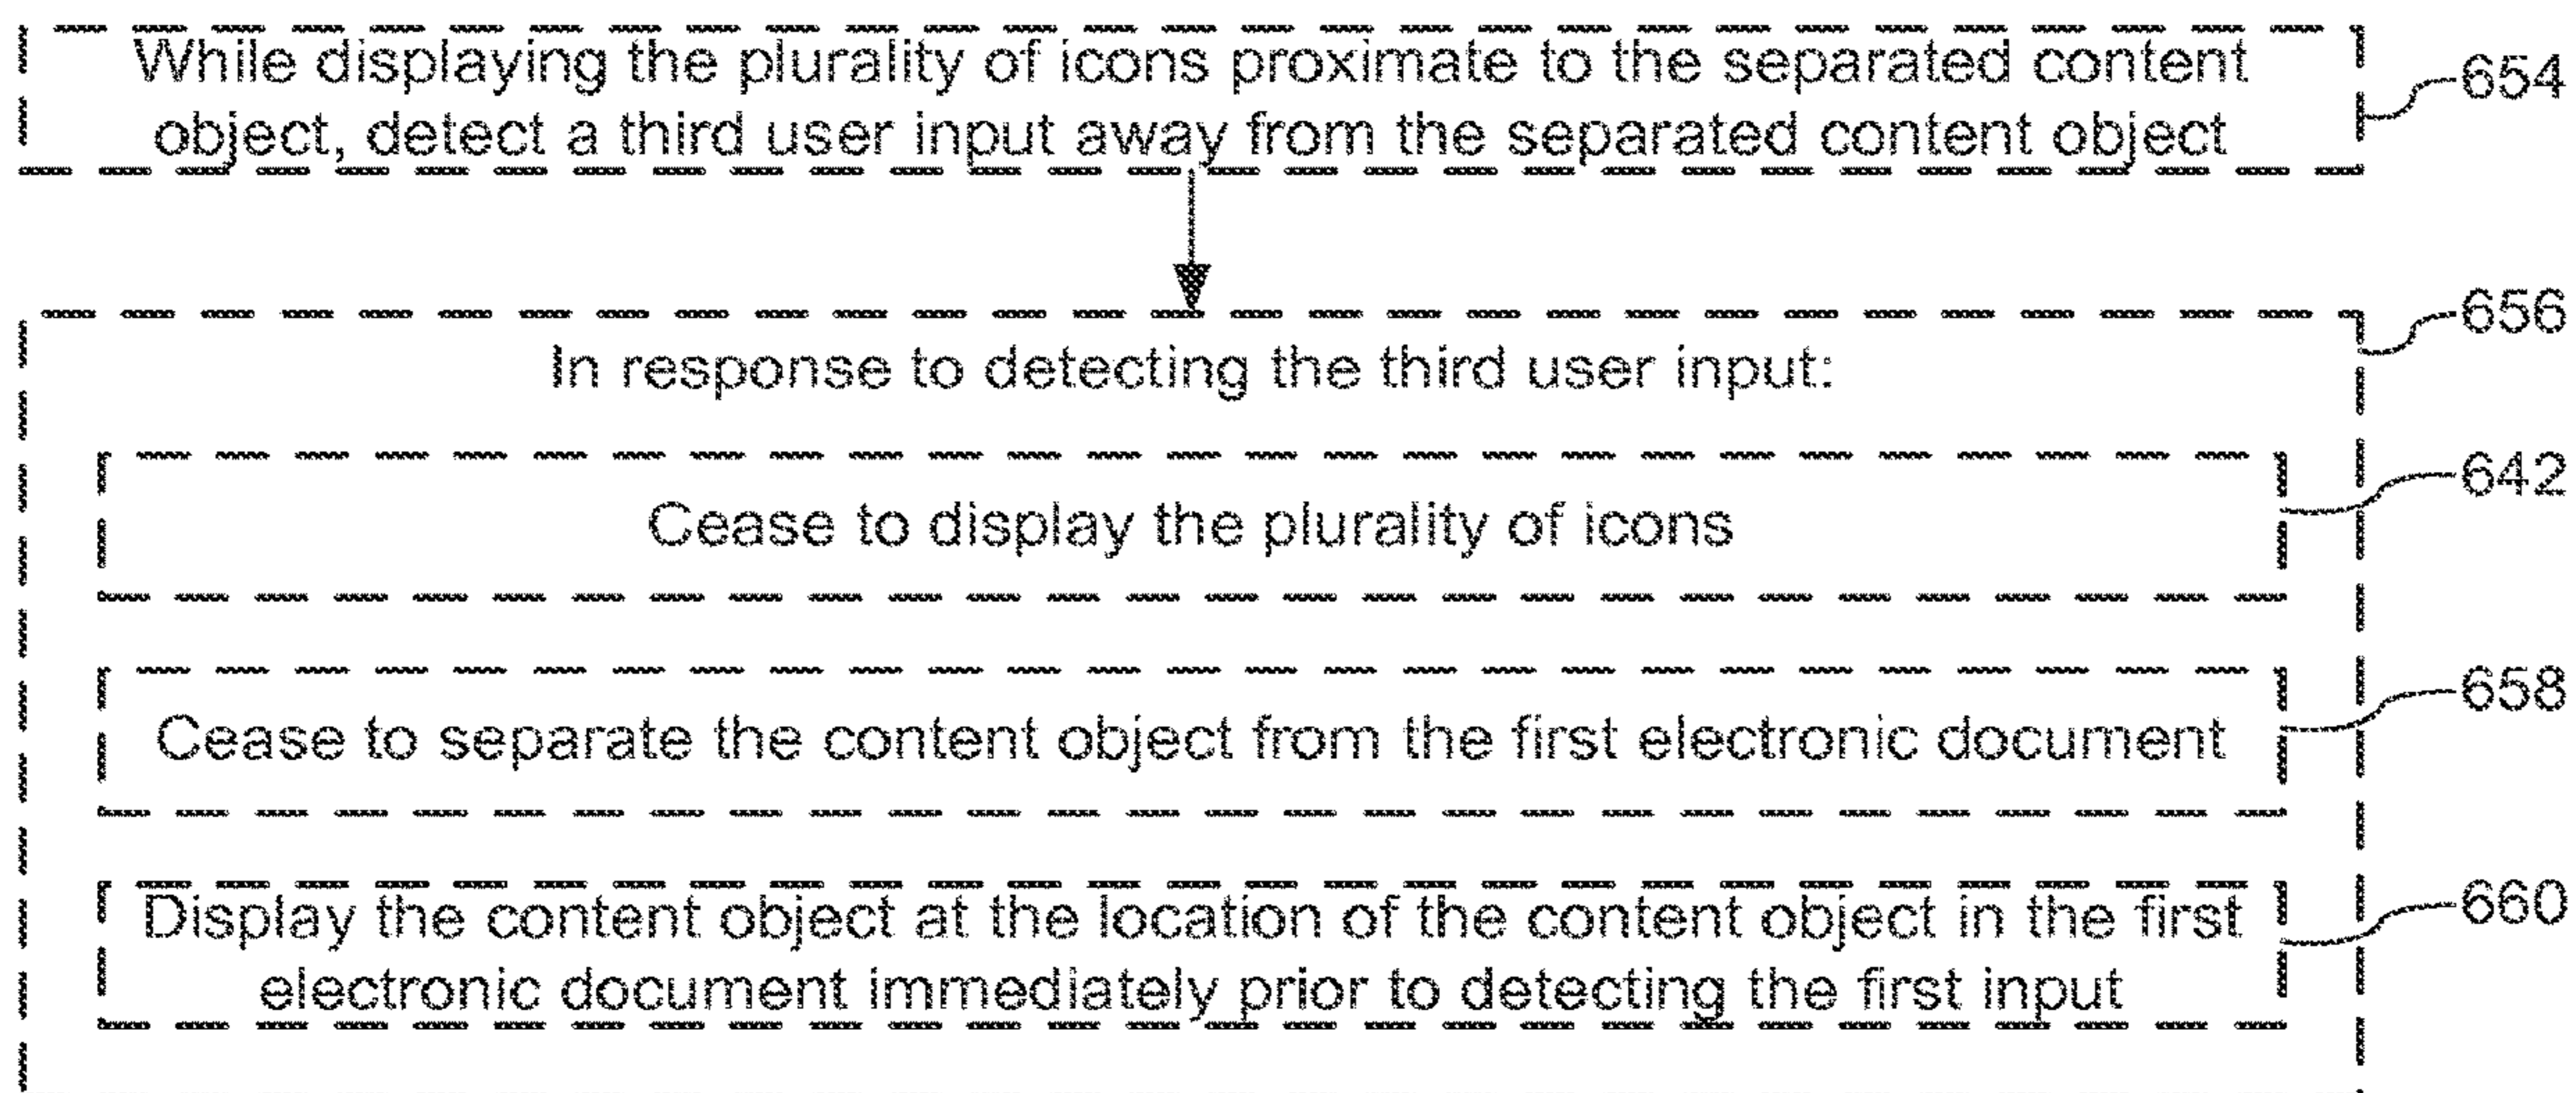 While displaying the plurality of icons proximate to the separated content
object, detect a third user input away from the separated content object
654
656
In response to detecting the third user input:
642
Cease to display the plurality of icons
658
Cease to separate the content object from the first electronic document
660
Display the content object at the location of the content object in the first
electronic document immediately prior to detecting the first input